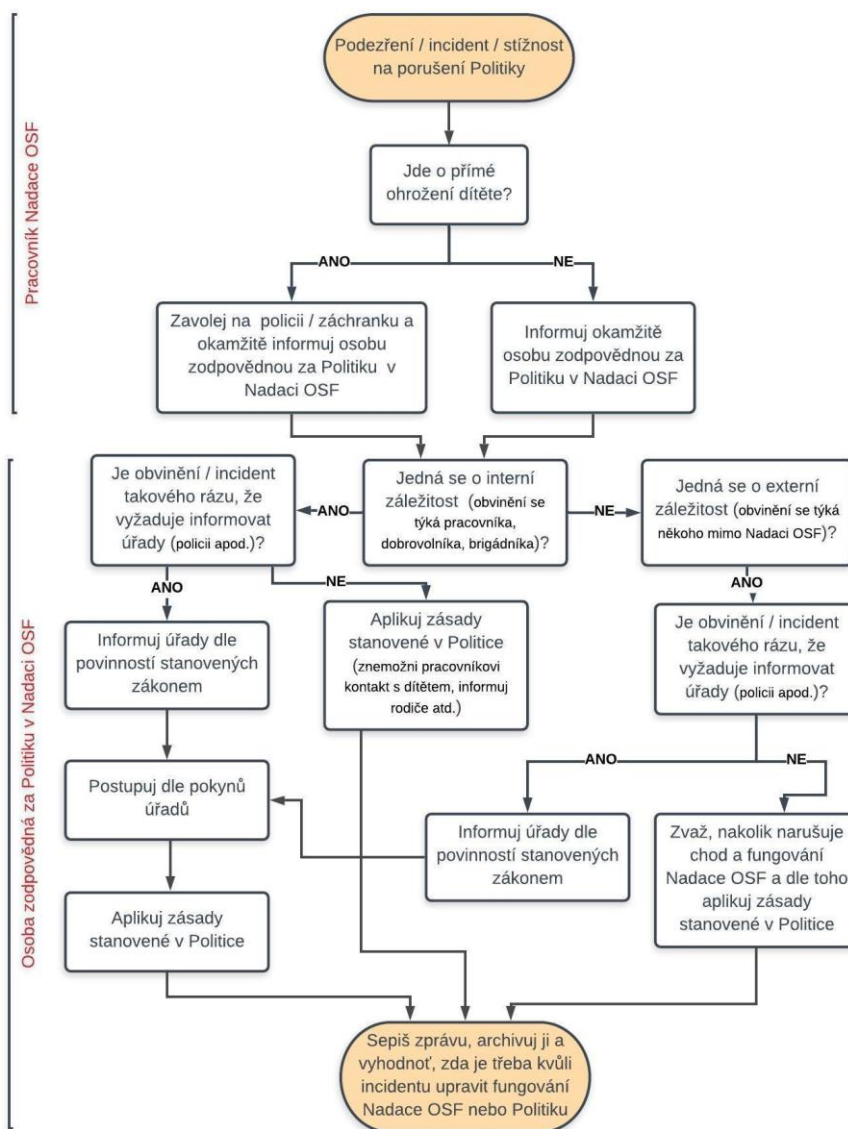 Podezření / incident / stížnost
na porušení Politiky
Pracovník Nadace OSF
Jde o přímé
ohrožení dítěte?
ANO
NE
Zavolej na policii / záchranku a
okamžitě informuj osobu
zodpovědnou za Politiku v
Nadaci OSF
Informuj okamžitě
osobu zodpovědnou za
Politiku v Nadaci OSF
Osoba zodpovědná za Politiku v Nadaci OSF
Je obvinění / incident
takového rázu, že
vyžaduje informovat
úřady (policii apod.)?
ANO
Jedná se o interní
záležitost (obvinění se
týká pracovníka,
dobrovolníka, brigádníka)?
NE
Jedná se o externí
záležitost (obvinění se týká
někoho mimo Nadaci OSF)?
ANO
NE
ANO
Informuj úřady dle
povinností stanovených
zákonem
Aplikuj zásady
stanovené v Politice
(znemožni pracovníkovi
kontakt s dítětem, informuj
rodiče atd.)
Je obvinění / incident
takového rázu, že
vyžaduje informovat
úřady (policii apod.)?
ANO
NE
Postupuj dle pokynů
úřadů
Informuj úřady dle
povinností stanovených
zákonem
Zvaž, nakolik narušuje
chod a fungování
Nadace OSF a dle toho
aplikuj zásady
stanovené v Politice
Aplikuj zásady
stanovené v Politice
Sepiš zprávu, archivuj ji a
vyhodnoť, zda je třeba kvůli
incidentu upravit fungování
Nadace OSF nebo Politiku